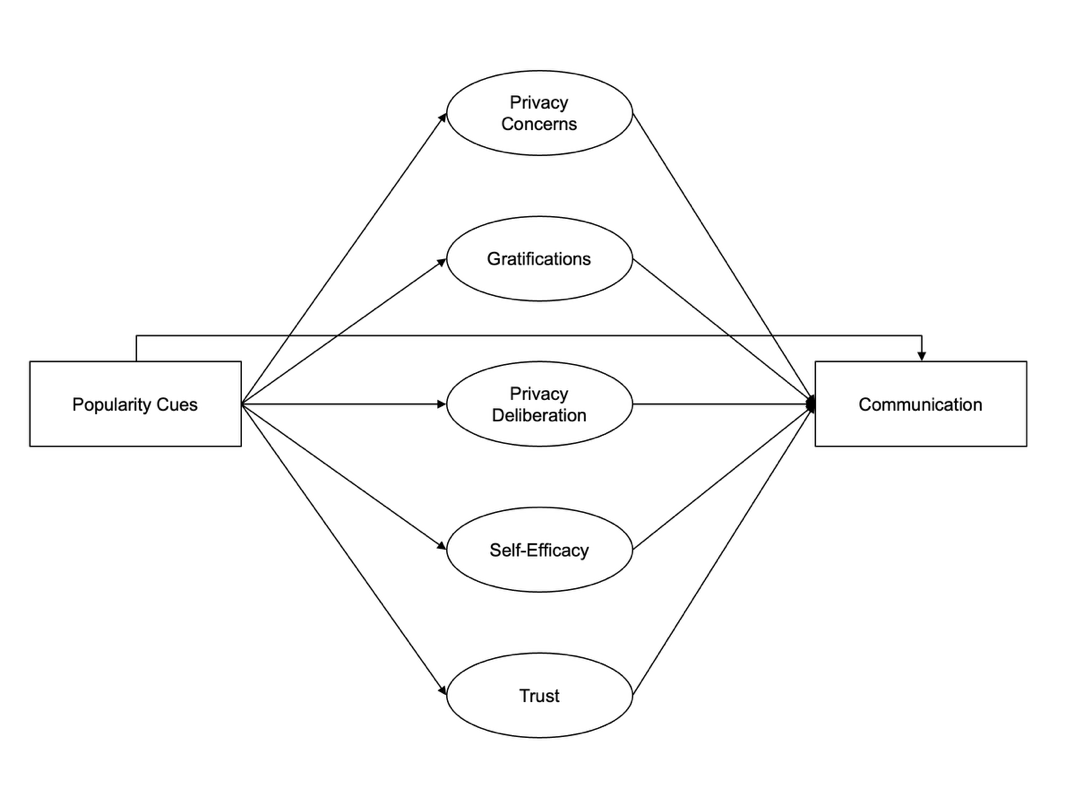 Privacy
Concerns
Gratifications
Popularity Cues
Privacy
Deliberation
Communication
Self-Efficacy
Trust